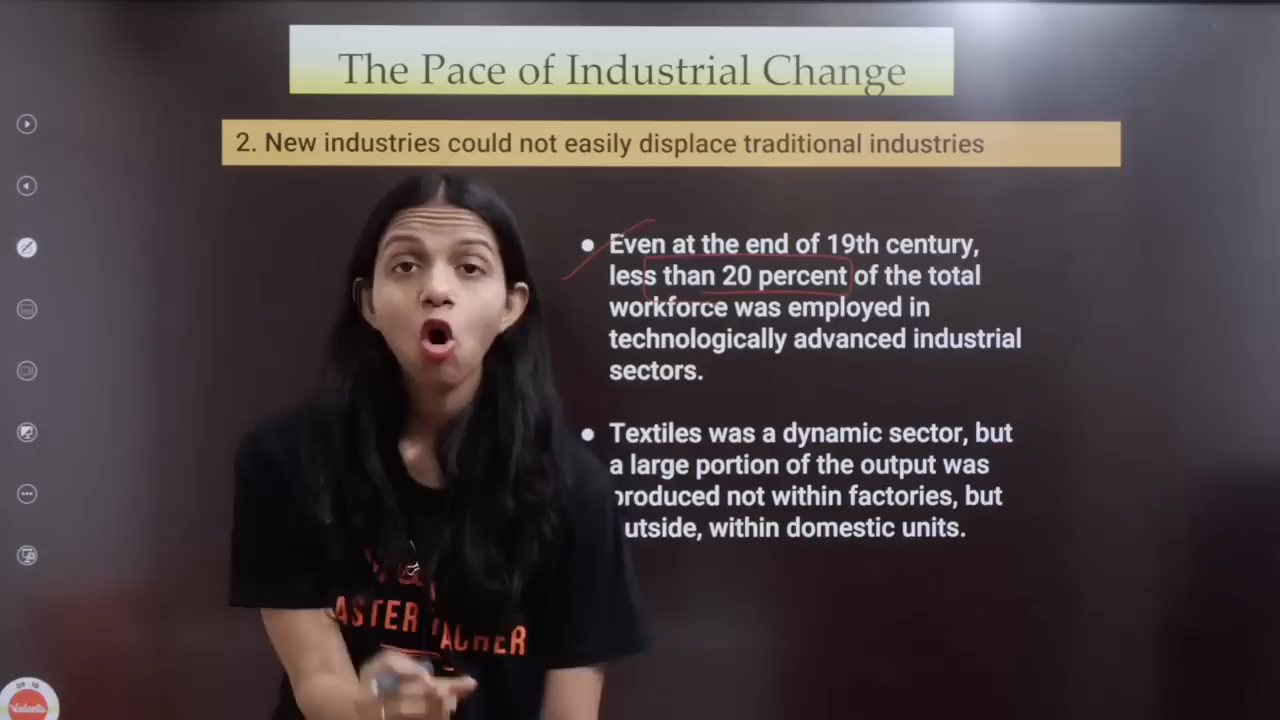 The Pace of Industrial Change
2. New industries could not easily displace traditional industries
Even at the end of 19th century,
less than 20 percent of the total
workforce was employed in
technologically advanced industrial
sectors.
Textiles was a dynamic sector, but
a large portion of the output was
produced not within factories, but
utside, within domestic units.
ASTER ACHER
Vedantu